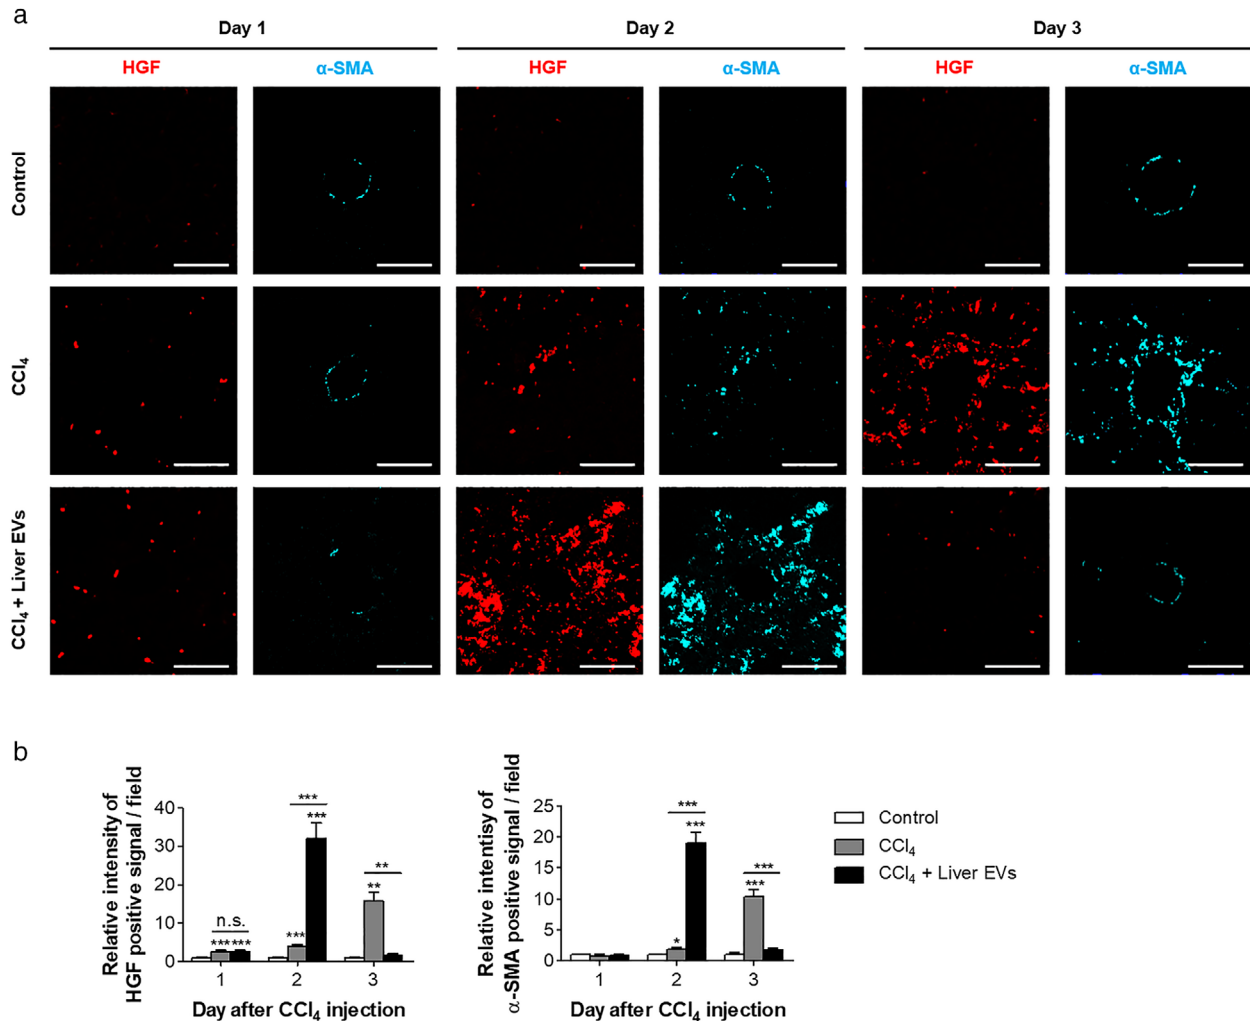 a
Day 1 Day 2 Day 3
HGF α-SMA HGF α-SMA HGF α-SMA
Control
CCl₄
CCl₄ + Liver EVs
b
Relative intensity of
HGF positive signal / field
40
30
20
10
0
n.s.
*** ***
***
***
***
**
**
1 2 3
Day after CCl₄ injection
Relative intentisy of
α-SMA positive signal / field
25
20
15
10
5
0
*
***
***
***
***
1 2 3
Day after CCl₄ injection
Control
CCl₄
CCl₄ + Liver EVs